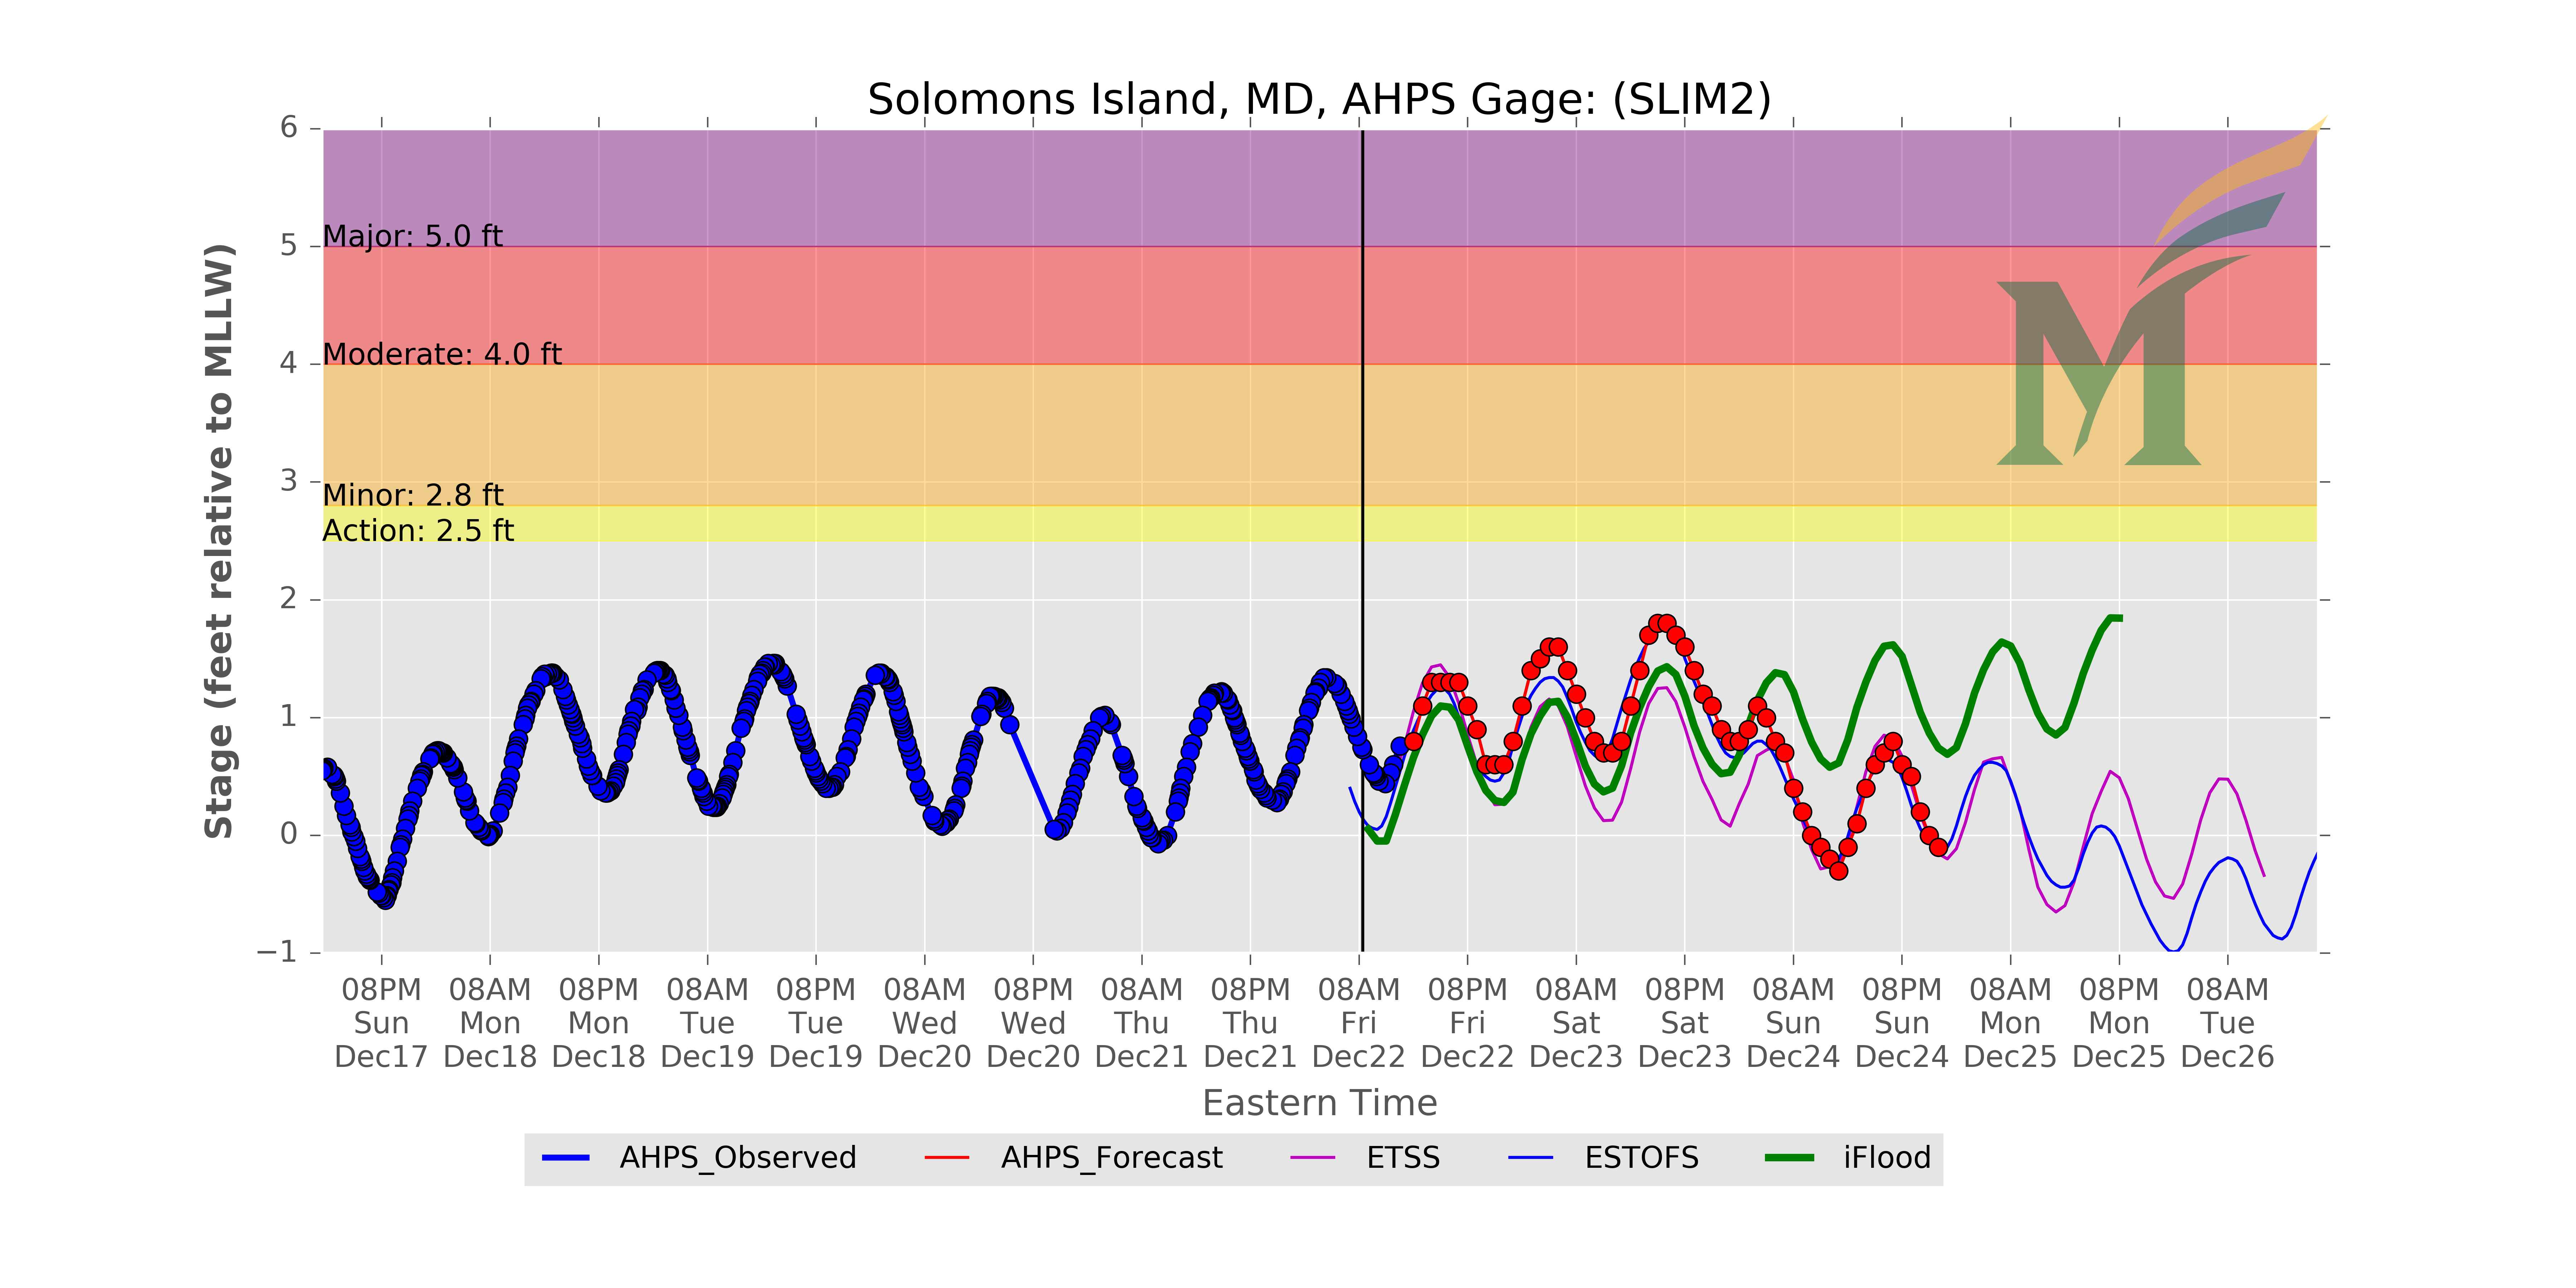 Solomons Island, MD, AHPS Gage: (SLIM2)
Stage (feet relative to MLLW)
6
5
4
3
2
1
0
−1
Major: 5.0 ft
Moderate: 4.0 ft
Minor: 2.8 ft
Action: 2.5 ft
08PM 08AM 08PM 08AM 08PM 08AM 08PM 08AM 08PM 08AM 08PM 08AM 08PM 08AM 08PM 08AM 08PM 08AM
Sun Mon Mon Tue Tue Wed Wed Thu Thu Fri Fri Sat Sat Sun Sun Mon Mon Tue
Dec17 Dec18 Dec18 Dec19 Dec19 Dec20 Dec20 Dec21 Dec21 Dec22 Dec22 Dec23 Dec23 Dec24 Dec24 Dec25 Dec25 Dec26
Eastern Time
AHPS_Observed AHPS_Forecast ETSS ESTOFS iFlood
M